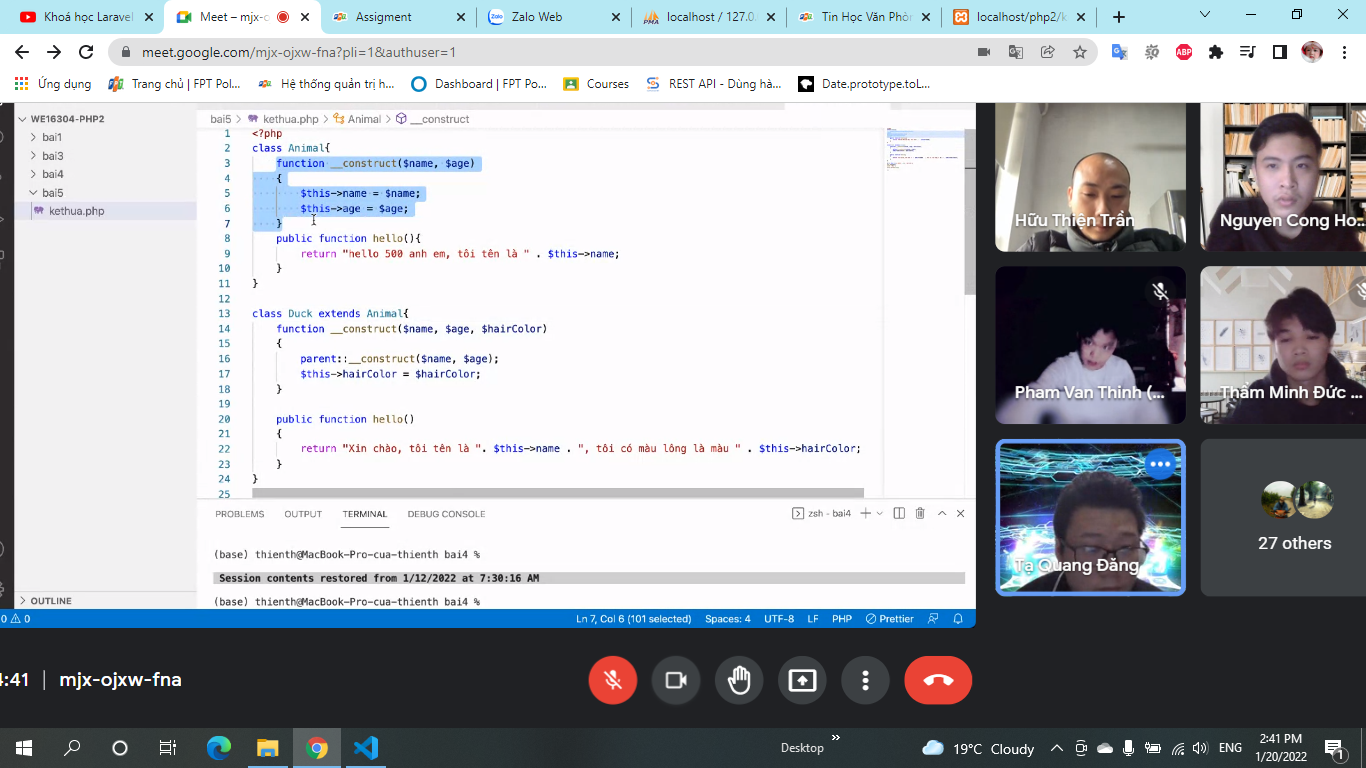 Khoá học Laravel
Meet – mjx-c
Assigment
Zalo Web
localhost / 127.0.
Tin Học Văn Phòn
localhost/php2/k
meet.google.com/mjx-ojxw-fna?pli=1&authuser=1
Ứng dụng
Trang chủ | FPT Pol...
Hệ thống quản trị h...
Dashboard | FPT Po...
Courses
REST API - Dùng hà...
Date.prototype.toL...
WE16304-PHP2
bai1
bai3
bai4
bai5
kethua.php
OUTLINE
bai5 > kethua.php > Animal > __construct
1 <?php
2 class Animal{
3 function __construct($name, $age)
4 {
5 $this->name = $name;
6 $this->age = $age;
7 }
8 public function hello(){
9 return "hello 500 anh em, tôi tên là " . $this->name;
10 }
11 }
12
13 class Duck extends Animal{
14 function __construct($name, $age, $hairColor)
15 {
16 parent::__construct($name, $age);
17 $this->hairColor = $hairColor;
18 }
19
20 public function hello()
21 {
22 return "Xin chào, tôi tên là ". $this->name . ", tôi có màu lông là màu " . $this->hairColor;
23 }
24 }
25
PROBLEMS OUTPUT TERMINAL DEBUG CONSOLE
zsh - bai4
(base) thienth@MacBook-Pro-cua-thienth bai4 %
Session contents restored from 1/12/2022 at 7:30:16 AM
(base) thienth@MacBook-Pro-cua-thienth bai4 %
0 0
Ln 7, Col 6 (101 selected) Spaces: 4 UTF-8 LF PHP Prettier
Hữu Thiện Trần
Nguyen Cong Ho...
Pham Van Thinh (...
Thẩm Minh Đức ...
Tạ Quang Đăng
27 others
4:41 | mjx-ojxw-fna
Desktop
19°C Cloudy
ENG
2:41 PM
1/20/2022
1
ABP
Zalo
PMA